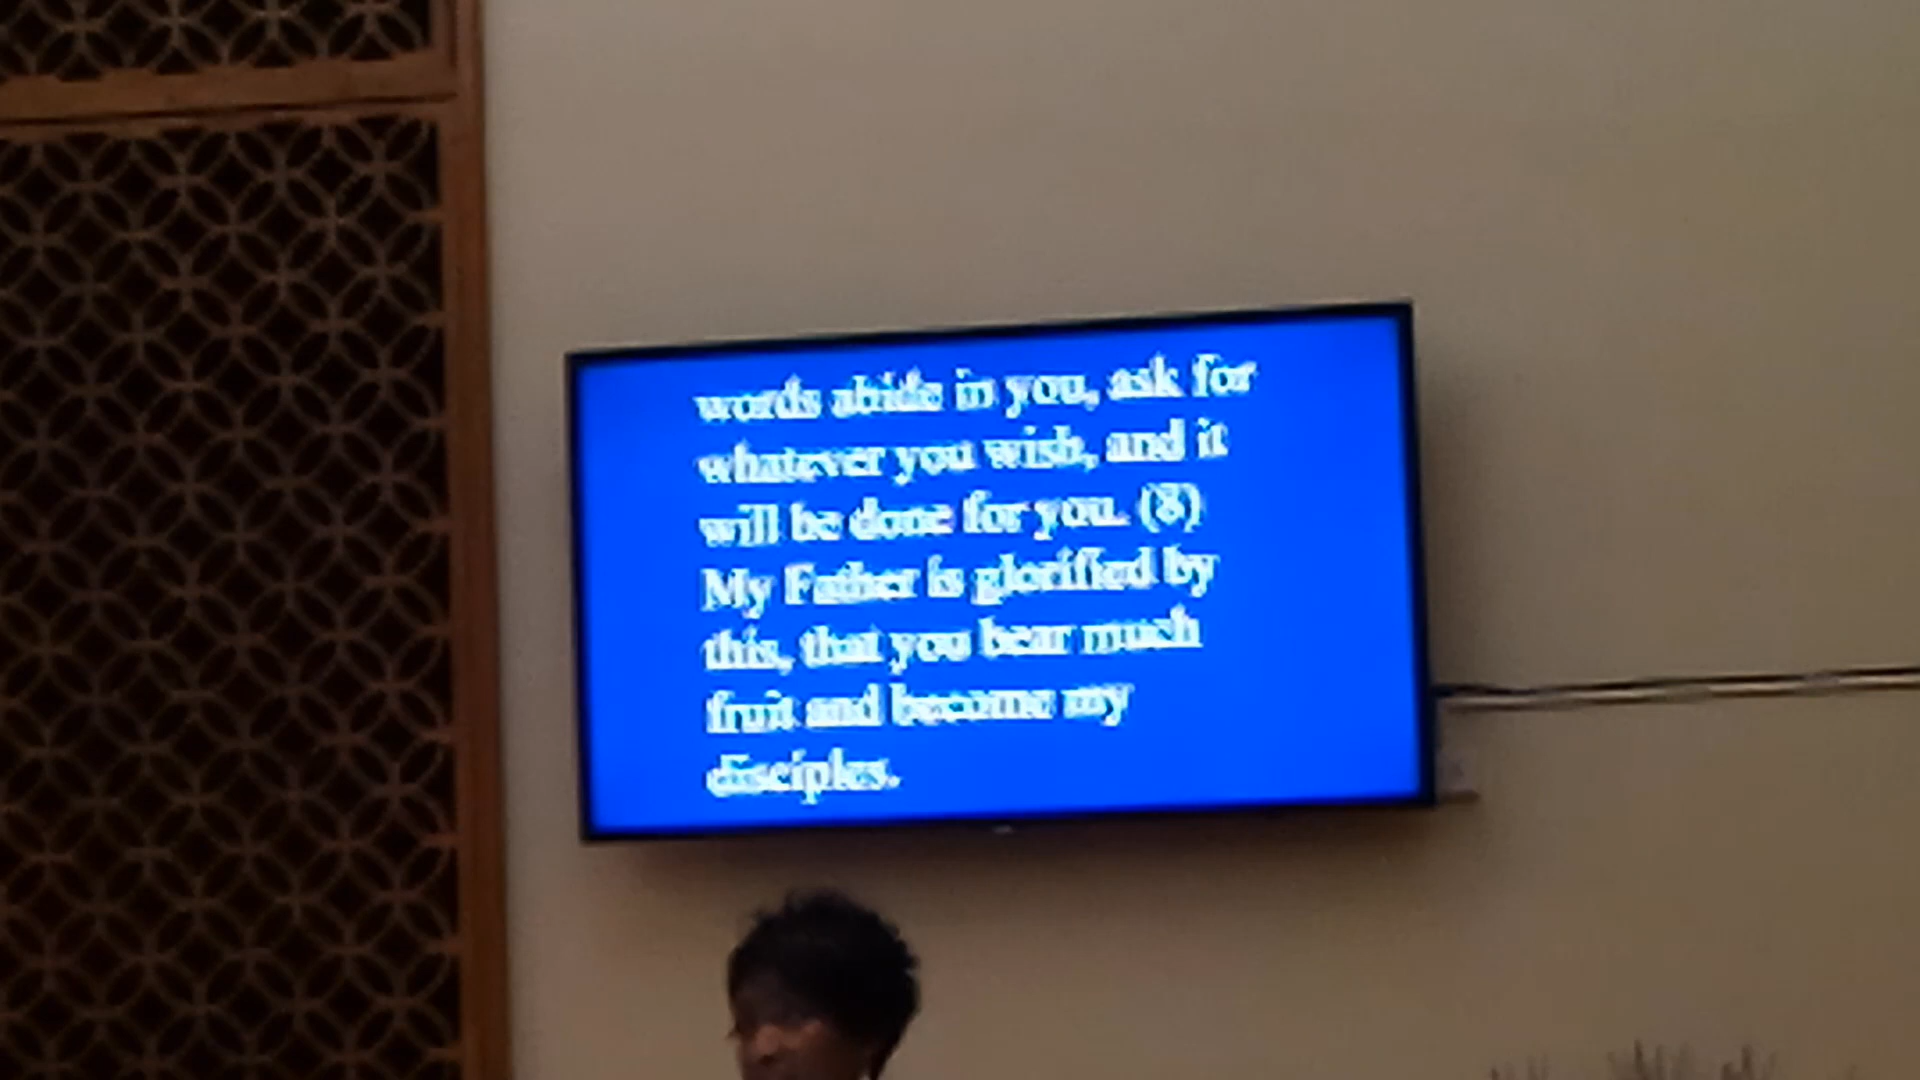 words abide in you, ask for
whatever you wish, and it
will be done for you. (8)
My Father is glorified by
this, that you bear much
fruit and become my
disciples.